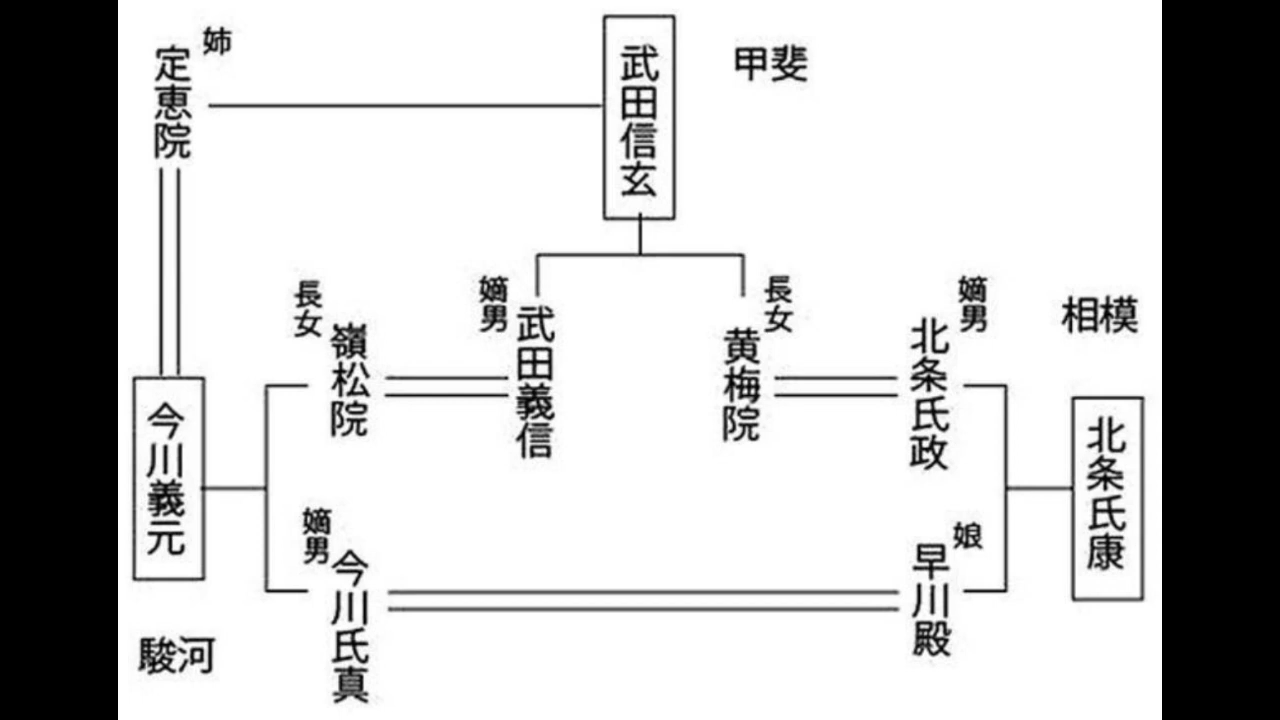 姉
定恵院
武田信玄
甲斐
長女
嶺松院
嫡男
武田義信
長女
黄梅院
嫡男
北条氏政
相模
北条氏康
今川義元
嫡男
今川氏真
娘
早川殿
駿河